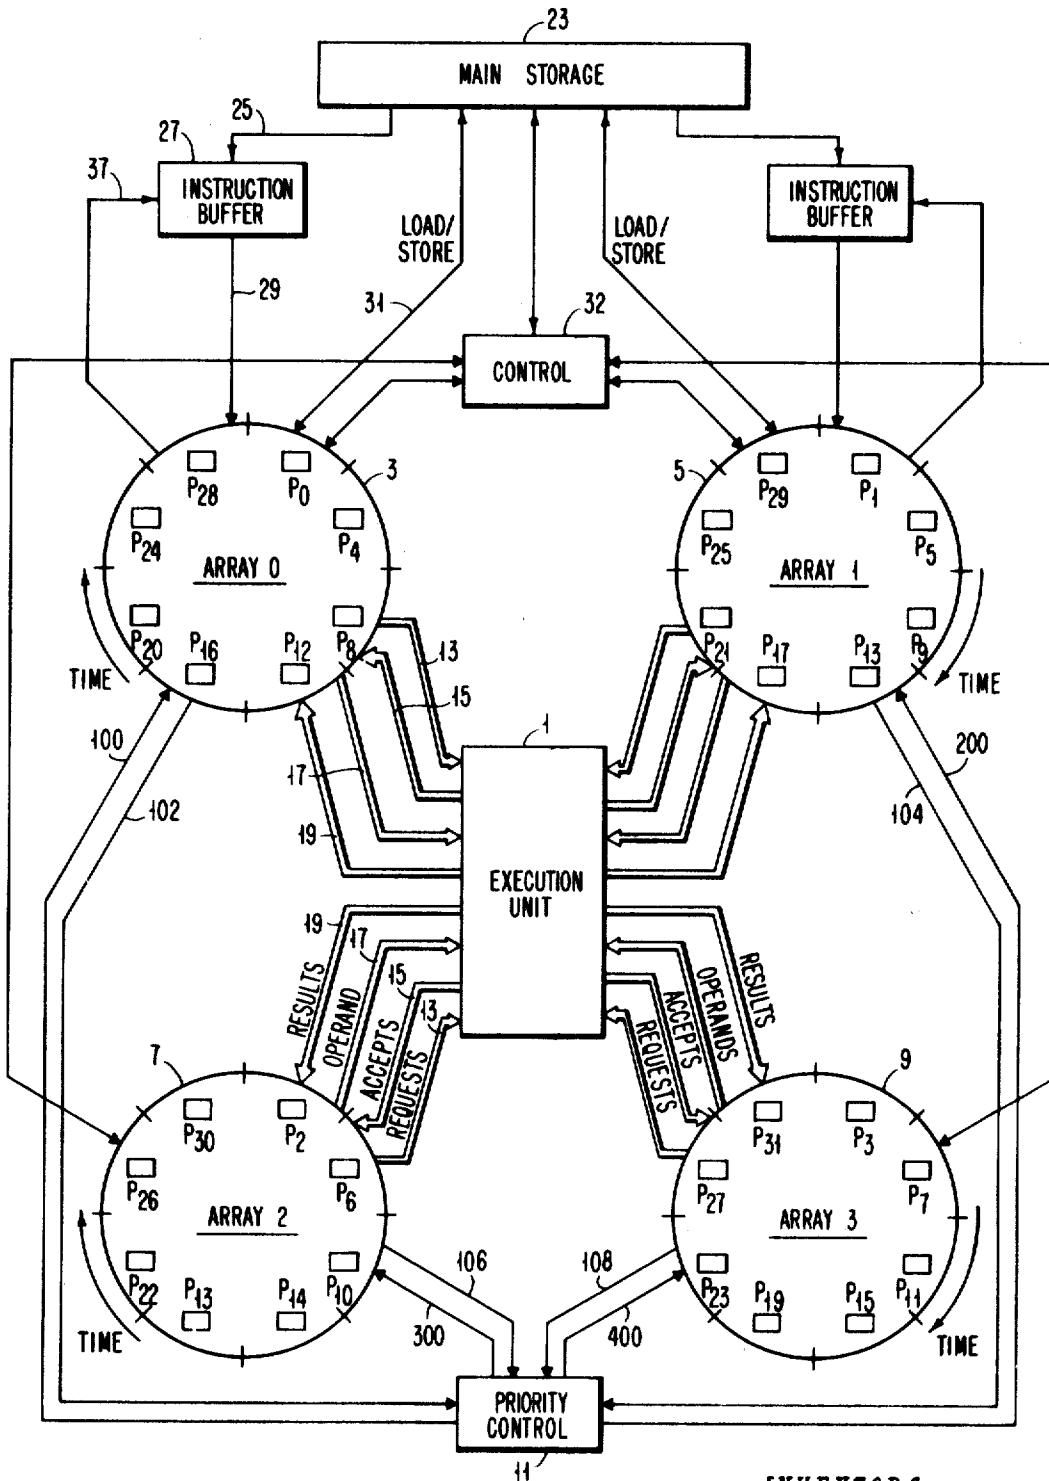 23
MAIN STORAGE
25
27
37
INSTRUCTION
BUFFER
INSTRUCTION
BUFFER
LOAD/
STORE
LOAD/
STORE
29
31
32
CONTROL
3
5
P28
P0
P24
P4
ARRAY 0
P20
P16
P12
P8
TIME
P29
P1
P25
P5
ARRAY 1
P21
P17
P13
P9
TIME
13
15
17
19
1
EXECUTION
UNIT
100
102
200
104
19
17
15
13
RESULTS
OPERAND
ACCEPTS
REQUESTS
RESULTS
OPERANDS
ACCEPTS
REQUESTS
7
9
P30
P2
P26
P6
ARRAY 2
P22
P13
P14
P10
TIME
P31
P3
P27
P7
ARRAY 3
P23
P19
P15
P11
TIME
106
300
108
400
PRIORITY
CONTROL
11